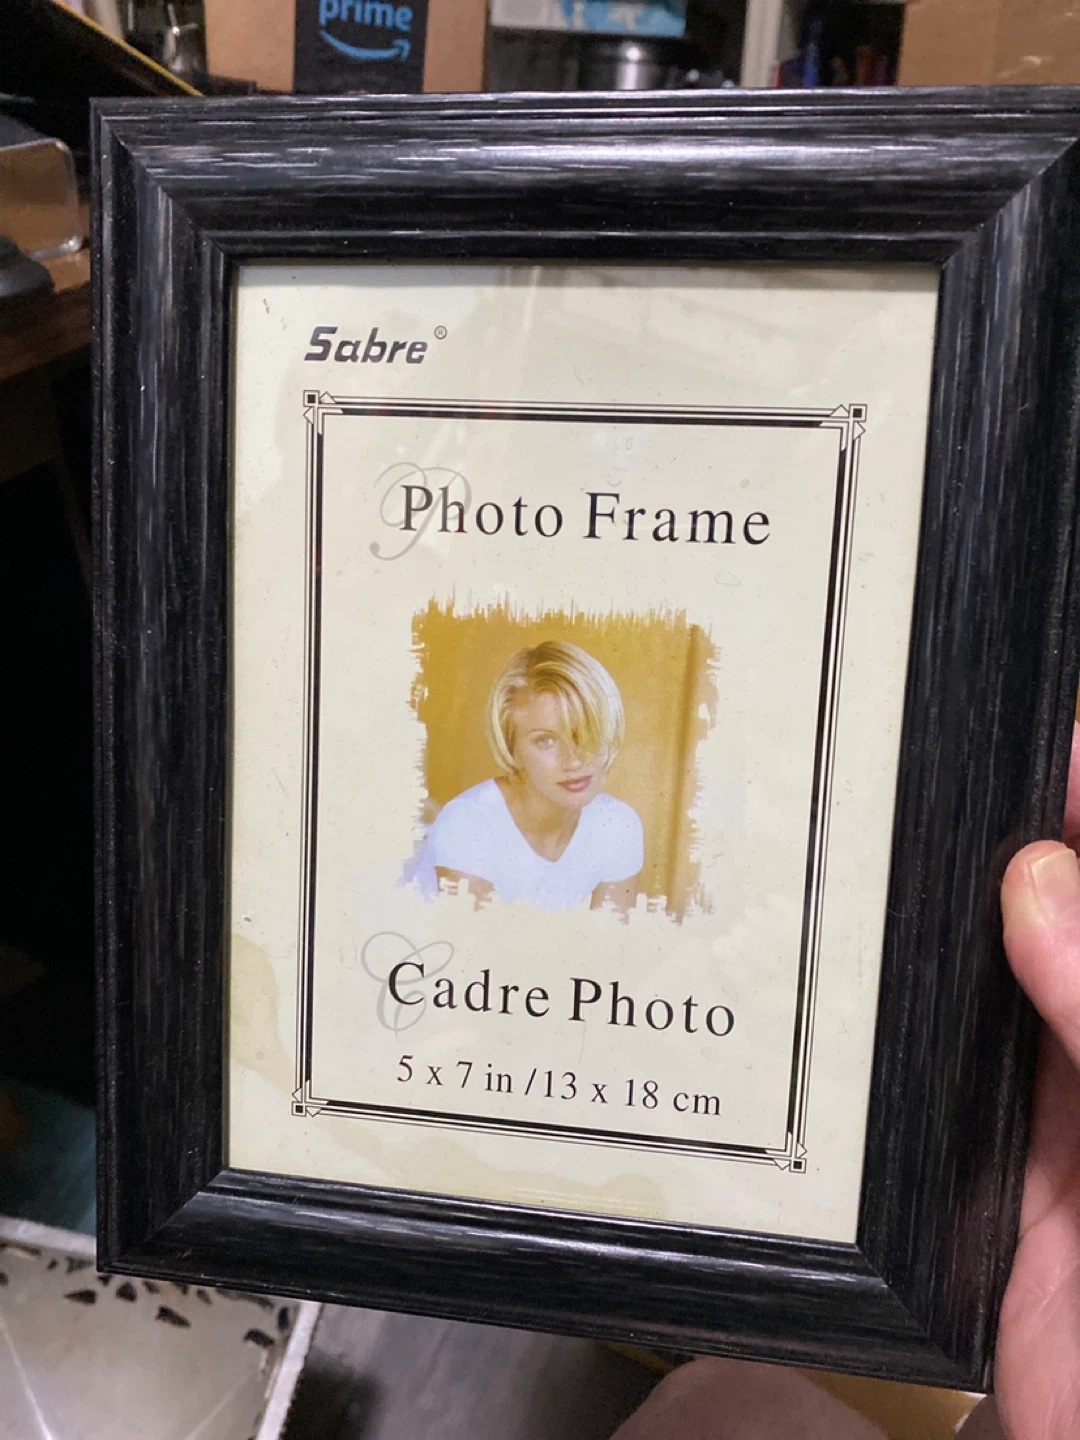 prime
Sabre®
Photo Frame
Cadre Photo
5 x 7 in / 13 x 18 cm